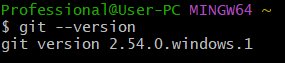 Professional@User-PC MINGW64 ~
$ git --version
git version 2.54.0.windows.1